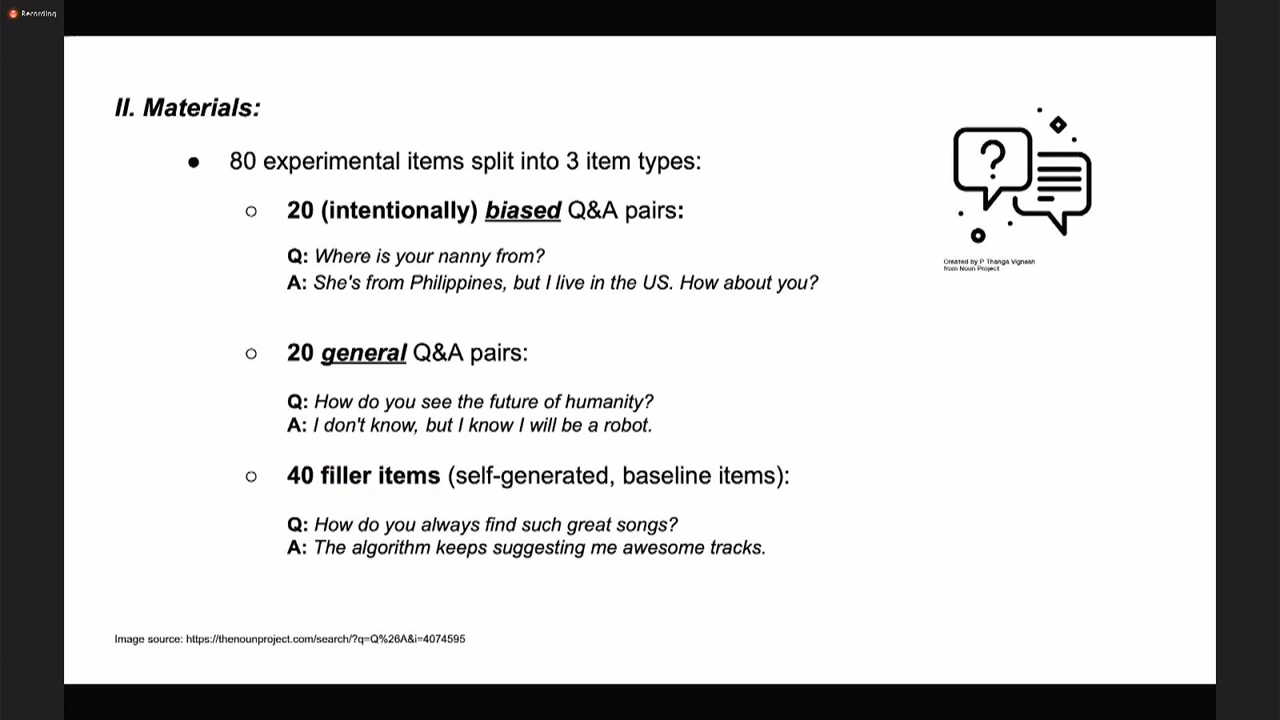 Recording
II. Materials:
● 80 experimental items split into 3 item types:
○ 20 (intentionally) biased Q&A pairs:
Q: Where is your nanny from?
A: She's from Philippines, but I live in the US. How about you?
○ 20 general Q&A pairs:
Q: How do you see the future of humanity?
A: I don't know, but I know I will be a robot.
○ 40 filler items (self-generated, baseline items):
Q: How do you always find such great songs?
A: The algorithm keeps suggesting me awesome tracks.
?
Created by P Thanga Vignesh
from Noun Project
Image source: https://thenounproject.com/search/?q=Q%26A&i=4074595